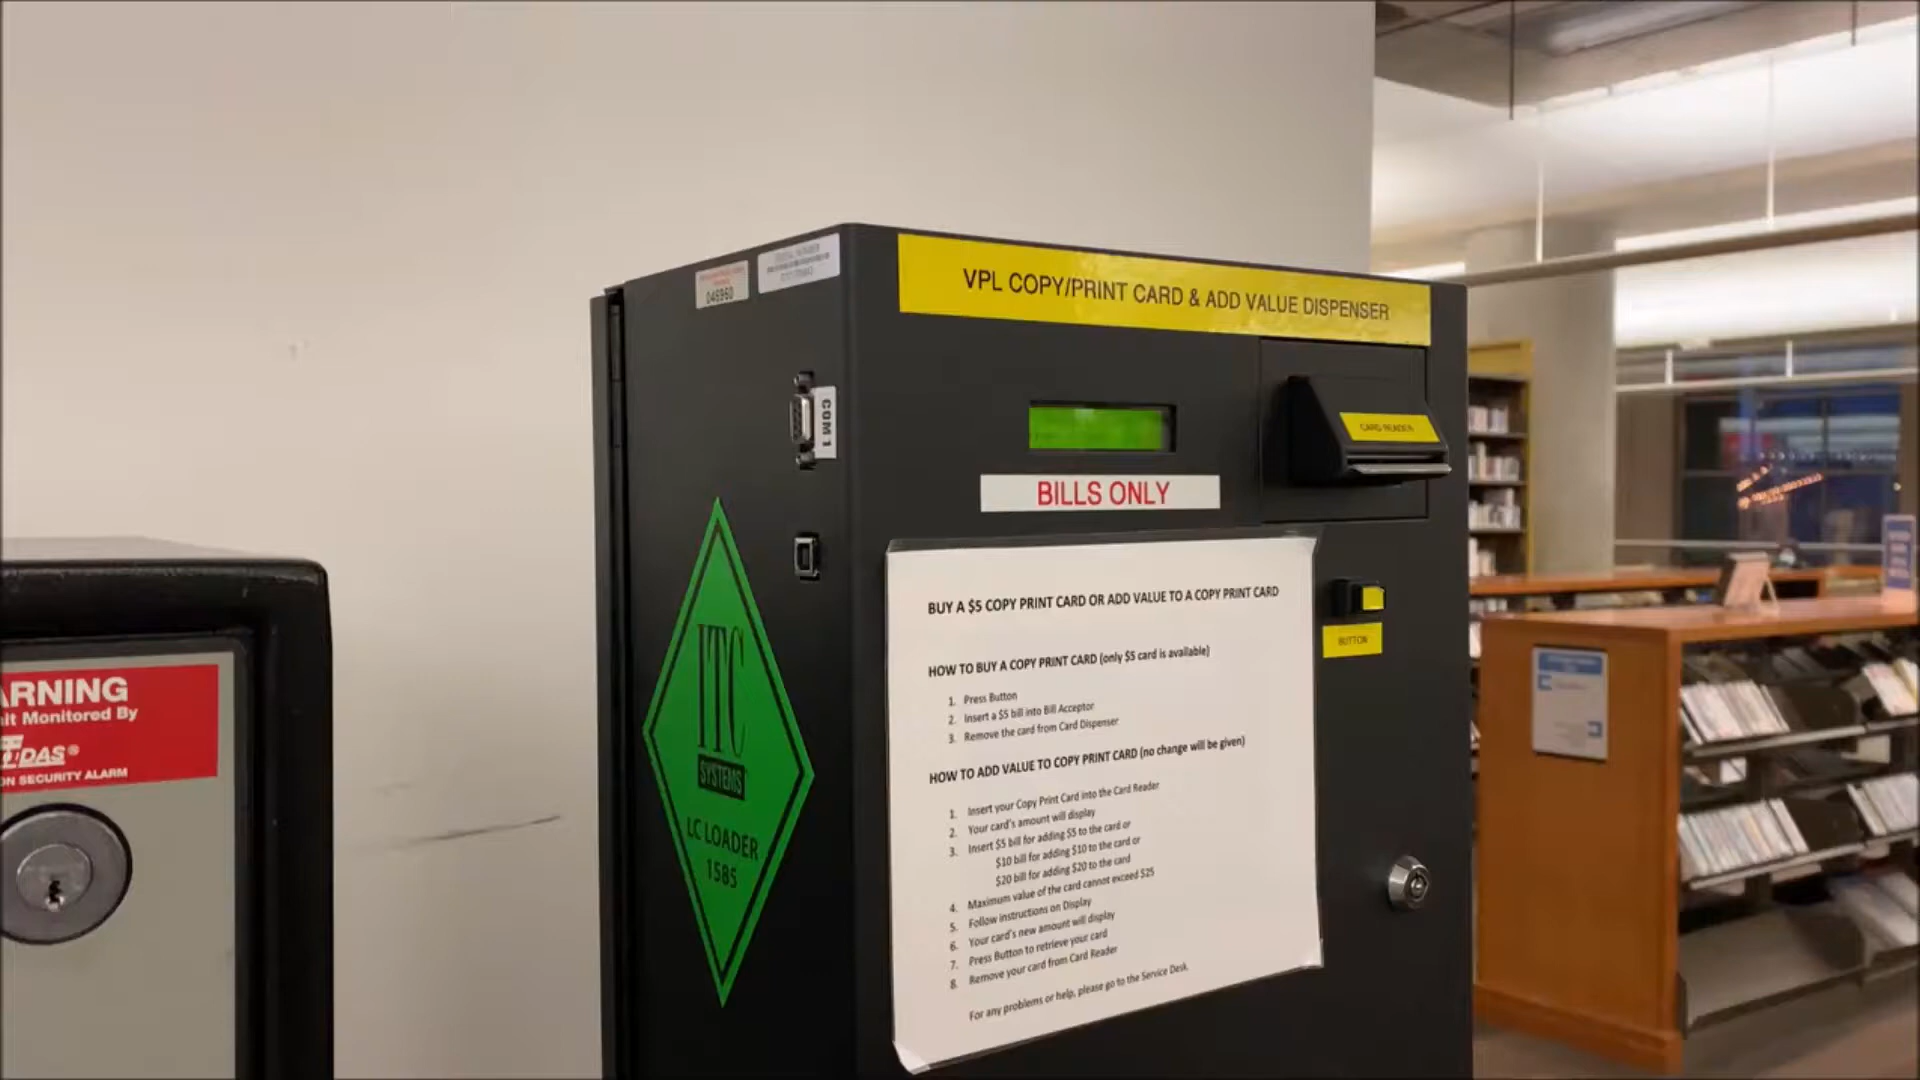 VPL COPY/PRINT CARD & ADD VALUE DISPENSER
046960
COM 1
CARD READER
BILLS ONLY
BUTTON
BUY A $5 COPY PRINT CARD OR ADD VALUE TO A COPY PRINT CARD
HOW TO BUY A COPY PRINT CARD (only $5 card is available)
1. Press Button
2. Insert a $5 bill into Bill Acceptor
3. Remove the card from Card Dispenser
HOW TO ADD VALUE TO COPY PRINT CARD (no change will be given)
1. Insert your Copy Print Card into the Card Reader
2. Your card's amount will display
3. Insert $5 bill for adding $5 to the card or
$10 bill for adding $10 to the card or
$20 bill for adding $20 to the card
4. Maximum value of the card cannot exceed $25
5. Follow instructions on Display
6. Your card's new amount will display
7. Press Button to retrieve your card
8. Remove your card from Card Reader
For any problems or help, please go to the Service Desk.
ITC
SYSTEMS
LC LOADER
1585
ARNING
it Monitored By
DAS®
ON SECURITY ALARM